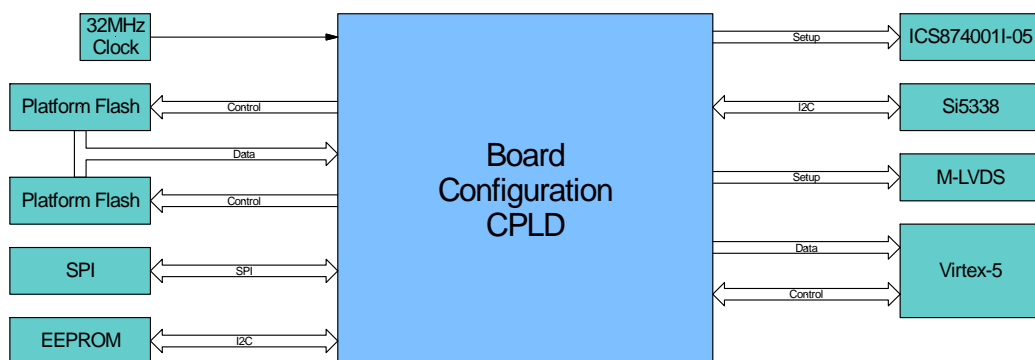 32MHz
Clock
Platform Flash
Control
Data
Platform Flash
Control
SPI
SPI
EEPROM
I2C
Board
Configuration
CPLD
Setup
ICS874001I-05
I2C
Si5338
Setup
M-LVDS
Data
Control
Virtex-5